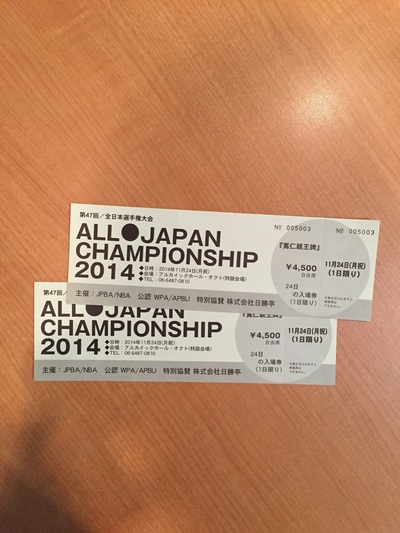 第47回／全日本選手権大会
№ 005003
№ 005003
ALL●JAPAN
CHAMPIONSHIP
2014
●日時：2014年11月24日(月祝)
●会場：アルカイックホール・オクト(特設会場)
●TEL：06-6487-0810
『寛仁親王牌』
¥4,500
自由席
24日
の入場券
(1日限り)
11月24日(月祝)
(1日限り)
主催：JPBA/NBA 公認 WPA/APBU 特別協賛 株式会社日勝亭
第47回／全
ALL●JAPAN
CHAMPIONSHIP
2014
●日時：2014年11月24日(月祝)
●会場：アルカイックホール・オクト(特設会場)
●TEL：06-6487-0810
『寛仁親王牌』
¥4,500
自由席
24日
の入場券
(1日限り)
11月24日(月祝)
(1日限り)
主催：JPBA/NBA 公認 WPA/APBU 特別協賛 株式会社日勝亭